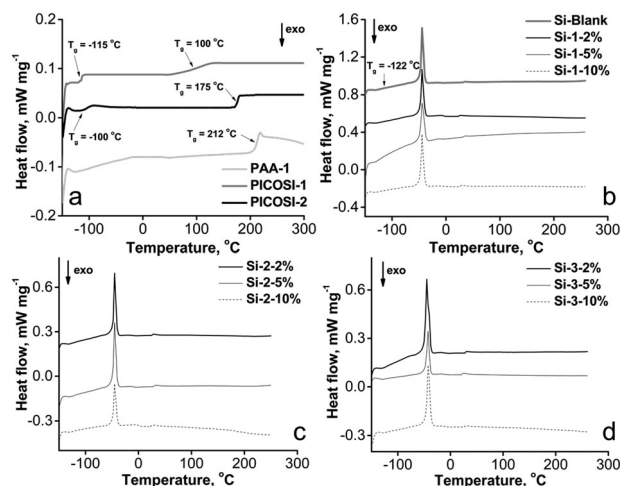 exo
T_g = -115 °C
T_g = 100 °C
T_g = 175 °C
T_g = -100 °C
T_g = 212 °C
PAA-1
PICOSI-1
PICOSI-2
a
0.2
0.1
0.0
-0.1
-0.2
Heat flow, mW mg⁻¹
-100 0 100 200 300
Temperature, °C
exo
Si-Blank
Si-1-2%
Si-1-5%
Si-1-10%
T_g = -122 °C
b
1.6
1.2
0.8
0.4
0.0
-0.4
Heat flow, mW mg⁻¹
-100 0 100 200 300
Temperature, °C
exo
Si-2-2%
Si-2-5%
Si-2-10%
c
0.6
0.3
0.0
-0.3
Heat flow, mW mg⁻¹
-100 0 100 200 300
Temperature, °C
exo
Si-3-2%
Si-3-5%
Si-3-10%
d
0.9
0.6
0.3
0.0
-0.3
Heat flow, mW mg⁻¹
-100 0 100 200 300
Temperature, °C